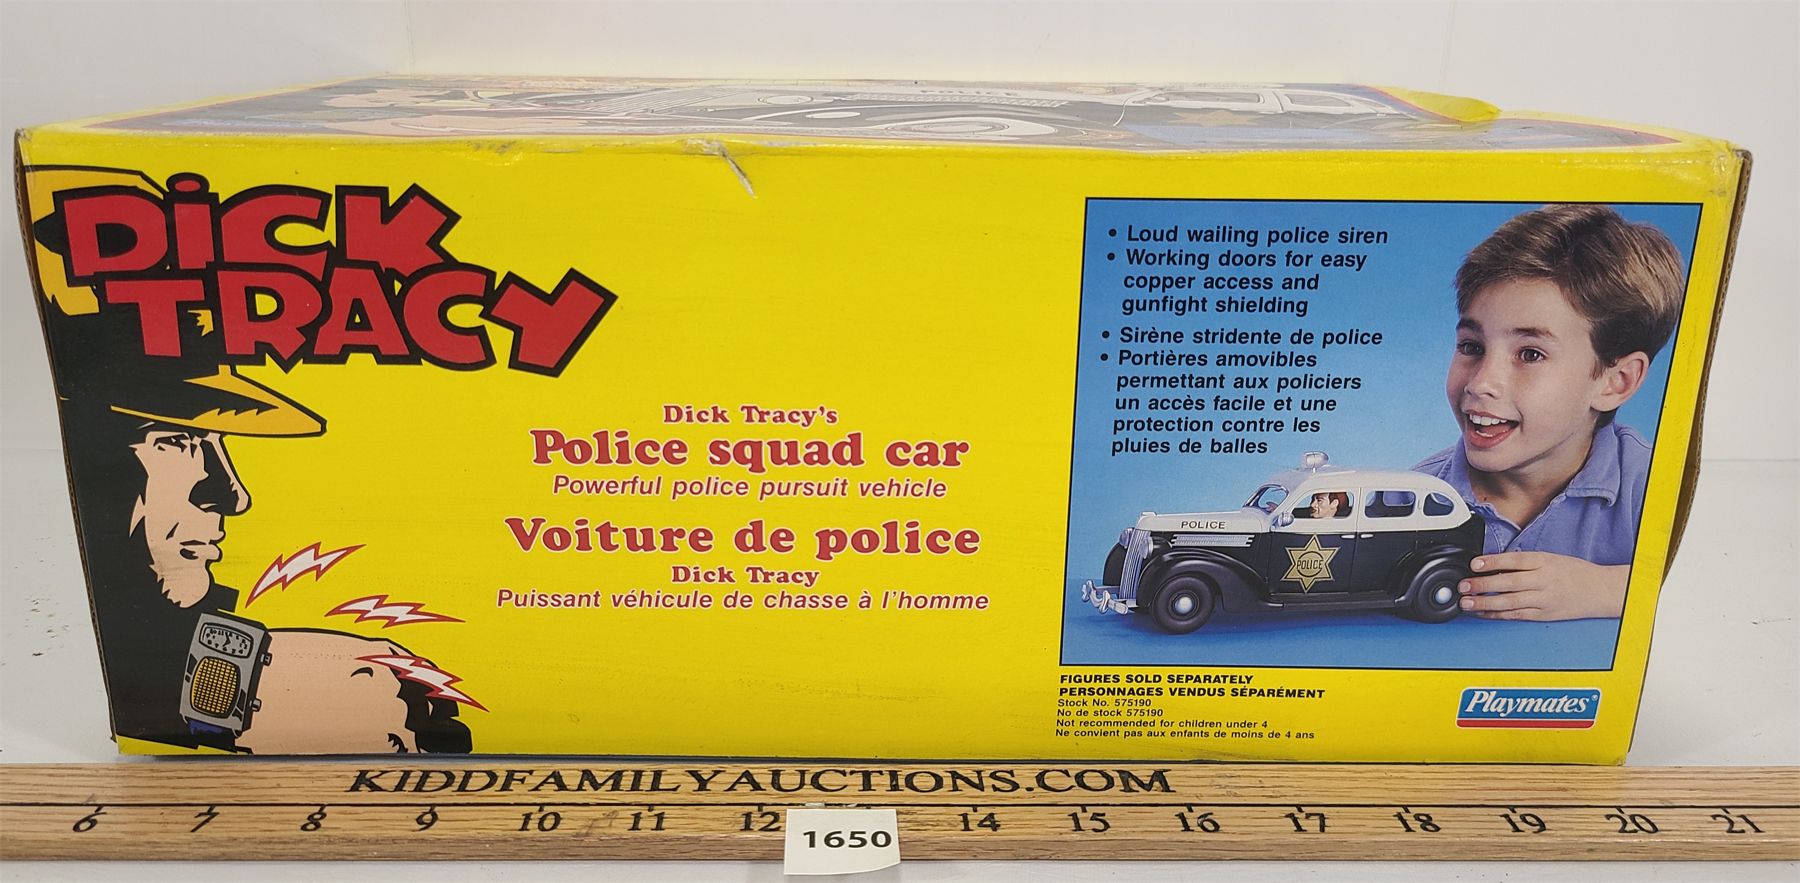 POLICE
DICK
TRACY
Dick Tracy's
Police squad car
Powerful police pursuit vehicle
Voiture de police
Dick Tracy
Puissant véhicule de chasse à l'homme
• Loud wailing police siren
• Working doors for easy
copper access and
gunfight shielding
• Sirène stridente de police
• Portières amovibles
permettant aux policiers
un accès facile et une
protection contre les
pluies de balles
POLICE
POLICE
FIGURES SOLD SEPARATELY
PERSONNAGES VENDUS SÉPARÉMENT
Stock No. 575190
No de stock 575190
Not recommended for children under 4
Ne convient pas aux enfants de moins de 4 ans
Playmates®
KIDDFAMILYAUCTIONS.COM
6 7 8 9 10 11 12 14 15 16 17 18 19 20 21
1650